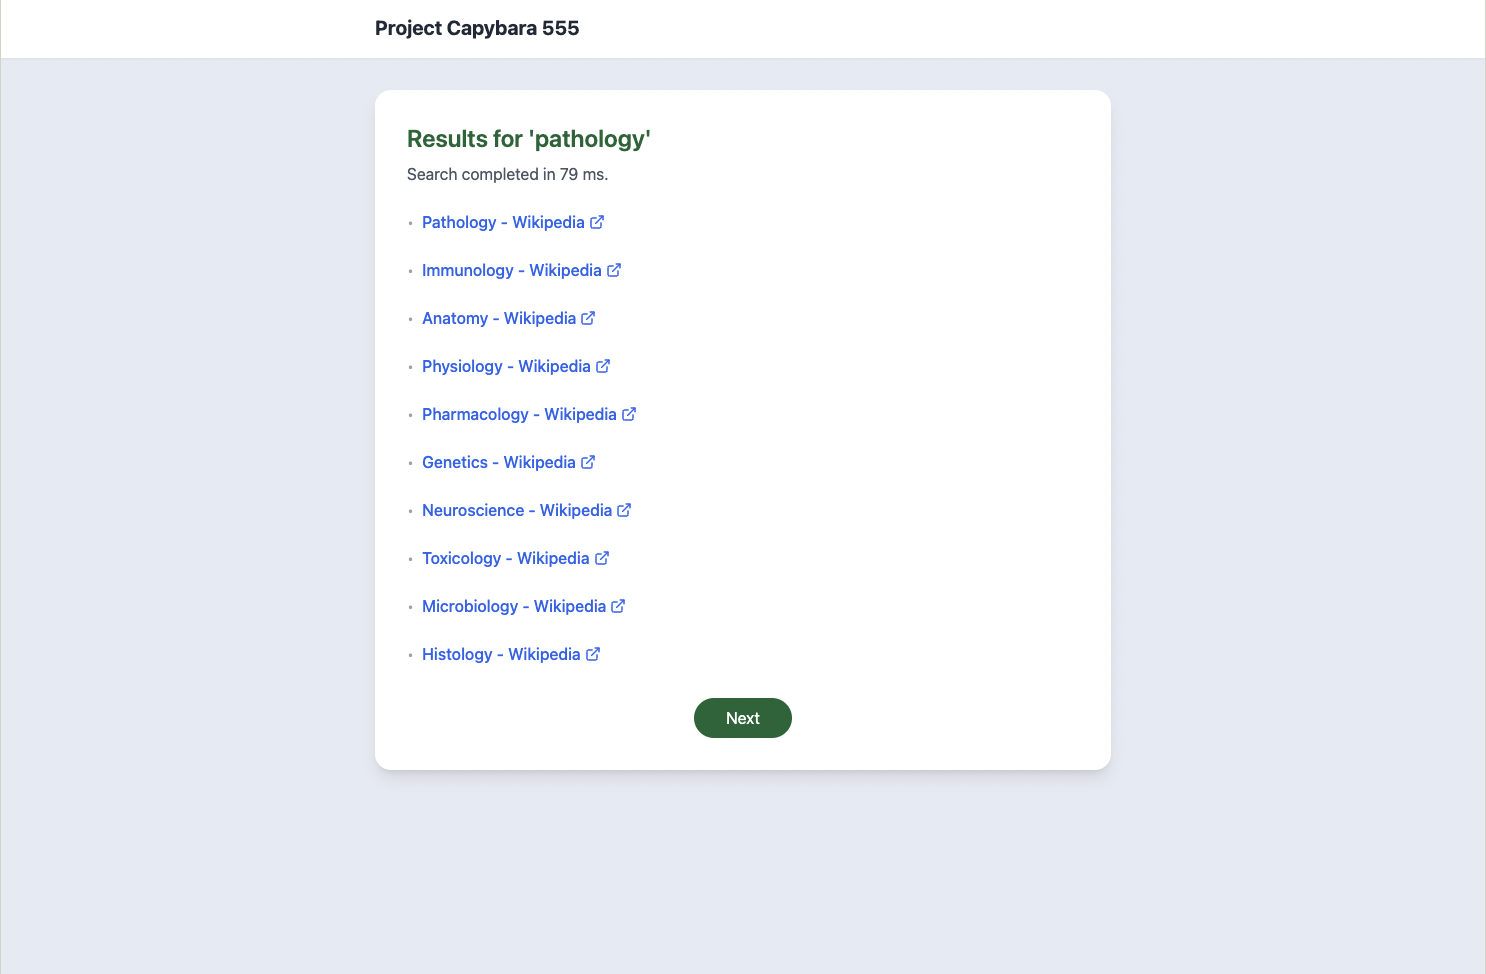 Project Capybara 555
Results for 'pathology'
Search completed in 79 ms.
Pathology - Wikipedia
Immunology - Wikipedia
Anatomy - Wikipedia
Physiology - Wikipedia
Pharmacology - Wikipedia
Genetics - Wikipedia
Neuroscience - Wikipedia
Toxicology - Wikipedia
Microbiology - Wikipedia
Histology - Wikipedia
Next